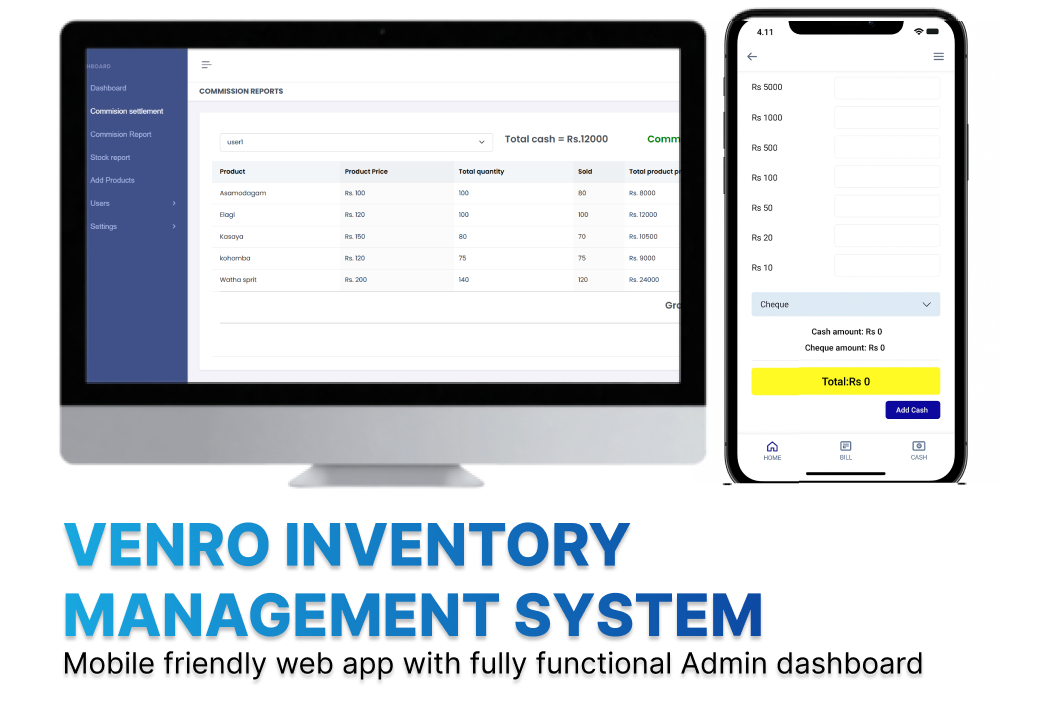 HBOARD
Dashboard
Commision settlement
Commision Report
Stock report
Add Products
Users
Settings
COMMISSION REPORTS
user1 Total cash = Rs.12000 Comm
Product Product Price Total quantity Sold Total product p
Asamodagam Rs. 100 100 80 Rs. 8000
Elagi Rs. 120 100 100 Rs. 12000
Kasaya Rs. 150 80 70 Rs. 10500
kohomba Rs. 120 75 75 Rs. 9000
Watha sprit Rs. 200 140 120 Rs. 24000
Gro
4.11
Rs 5000
Rs 1000
Rs 500
Rs 100
Rs 50
Rs 20
Rs 10
Cheque
Cash amount: Rs 0
Cheque amount: Rs 0
Total:Rs 0
Add Cash
HOME BILL CASH
VENRO INVENTORY
MANAGEMENT SYSTEM
Mobile friendly web app with fully functional Admin dashboard